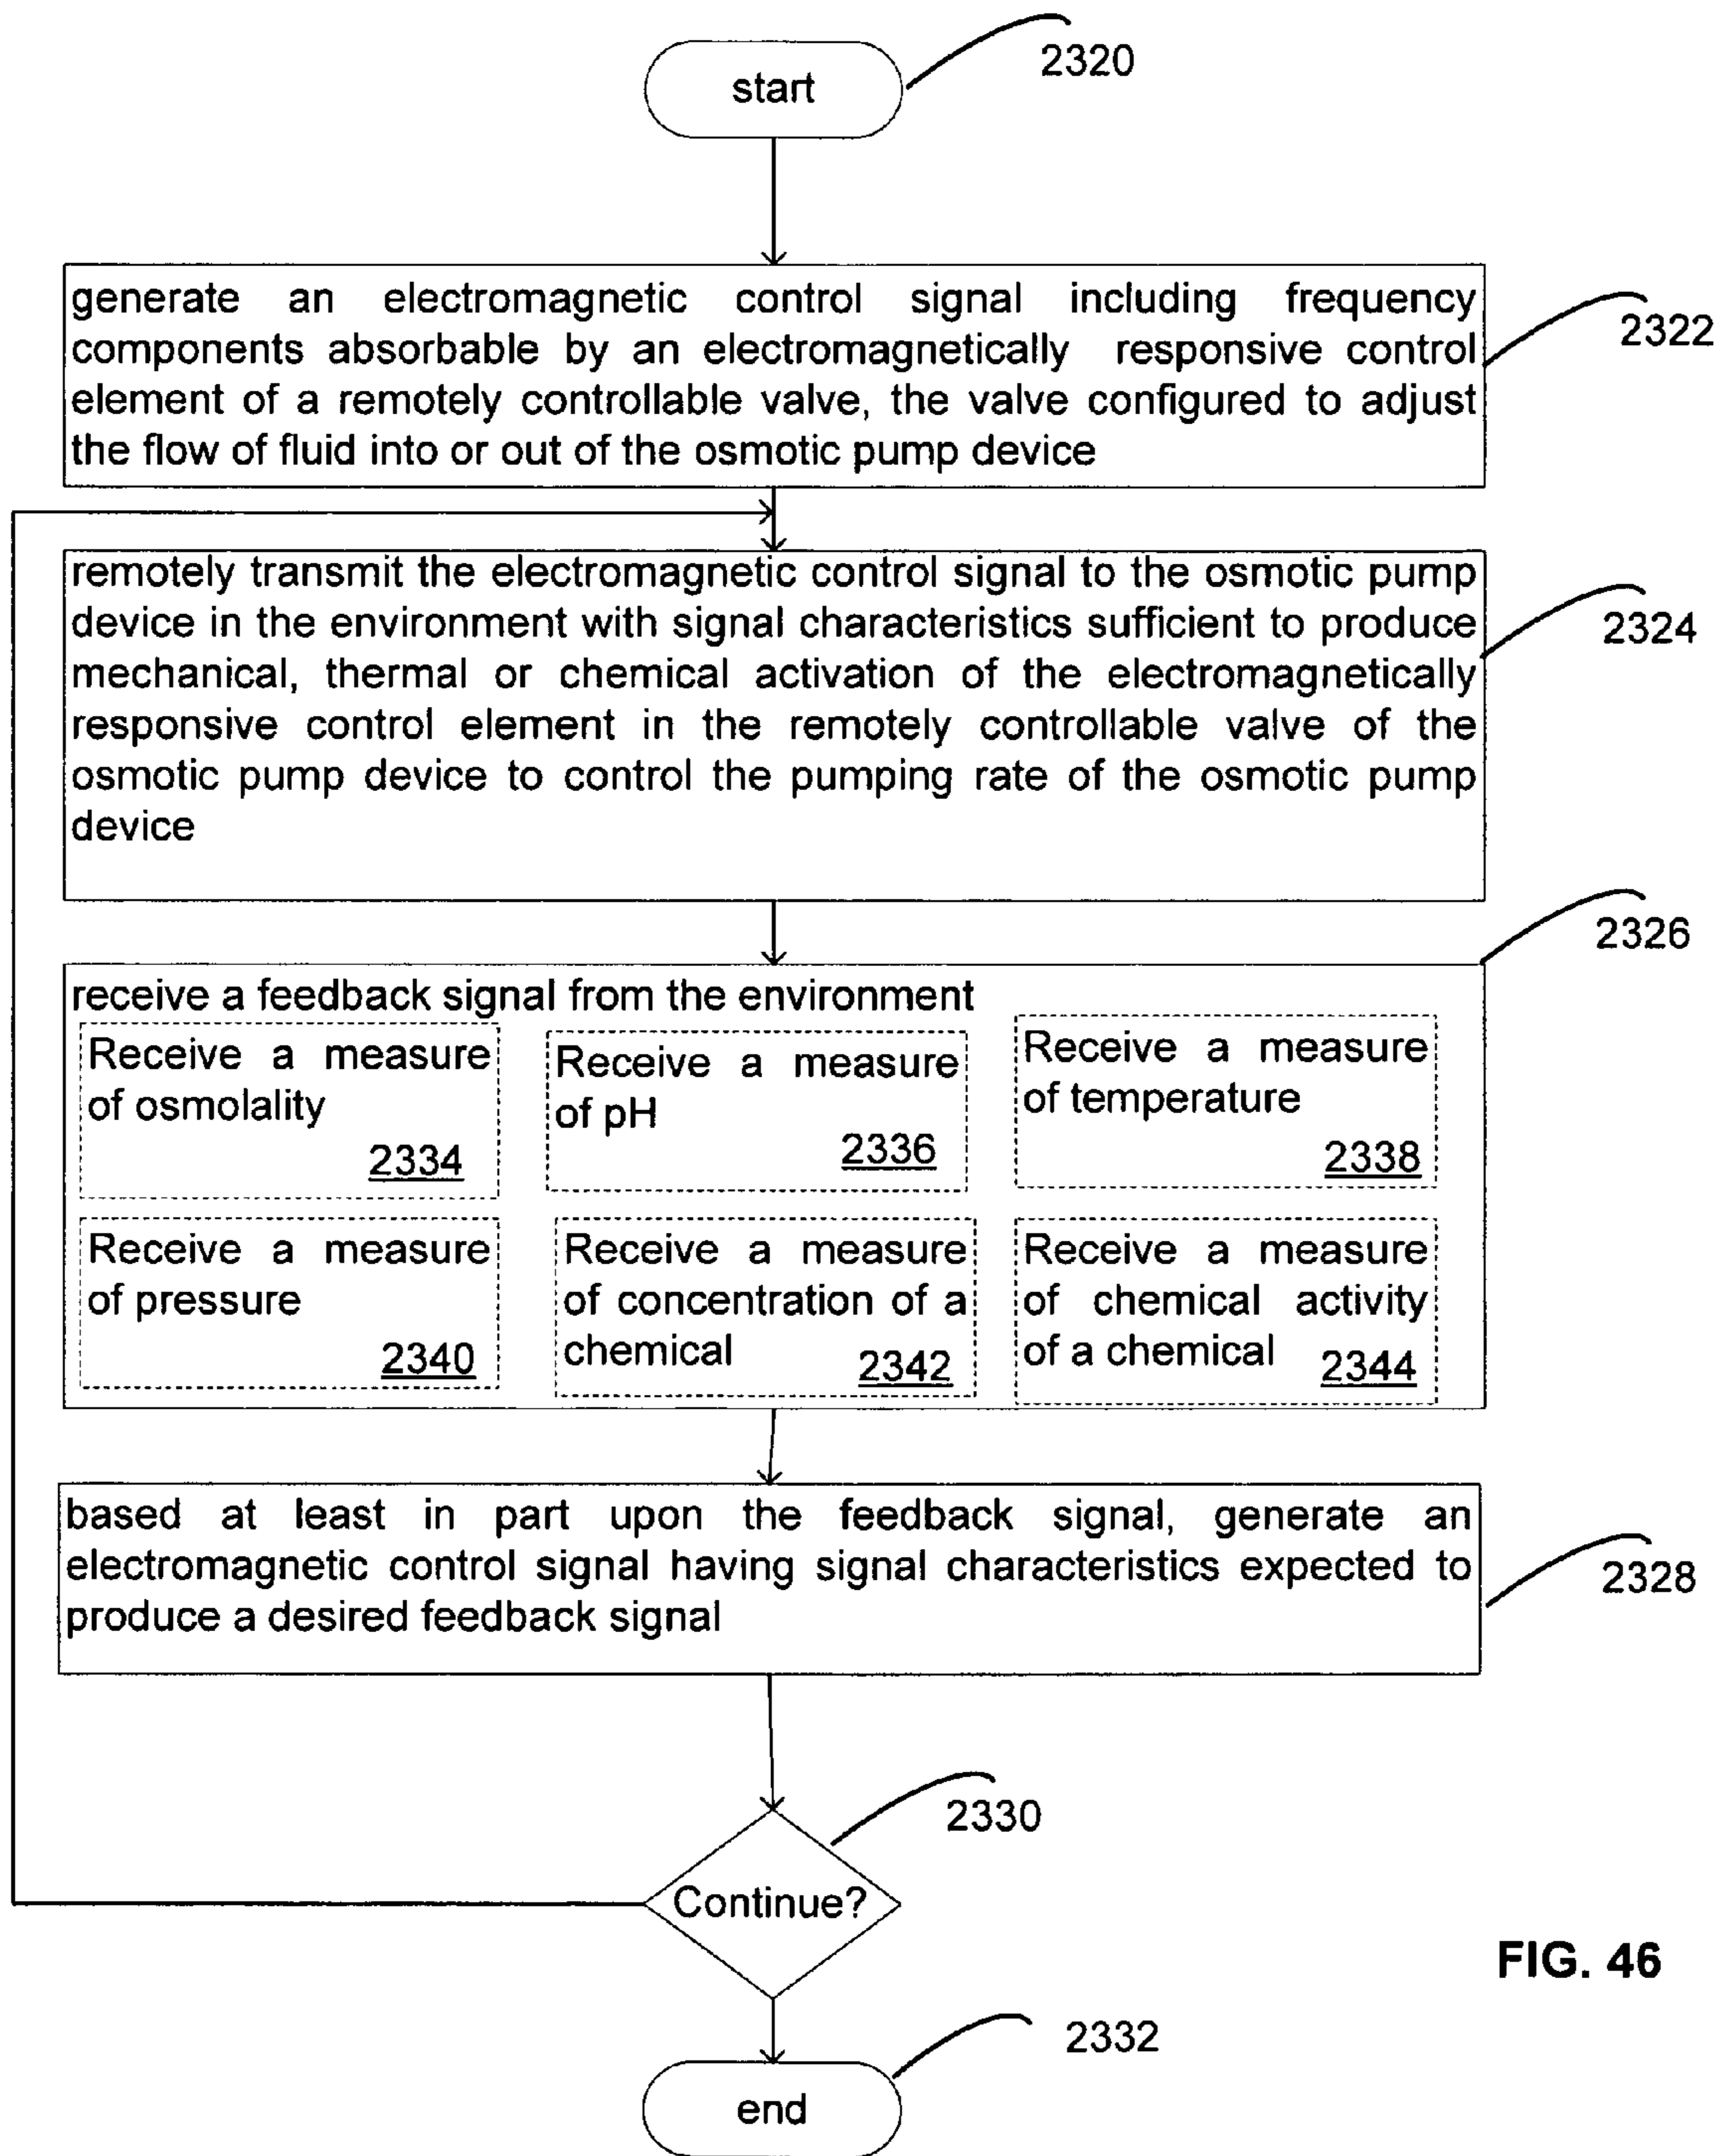 start
2320
generate an electromagnetic control signal including frequency
components absorbable by an electromagnetically responsive control
element of a remotely controllable valve, the valve configured to adjust
the flow of fluid into or out of the osmotic pump device
2322
remotely transmit the electromagnetic control signal to the osmotic pump
device in the environment with signal characteristics sufficient to produce
mechanical, thermal or chemical activation of the electromagnetically
responsive control element in the remotely controllable valve of the
osmotic pump device to control the pumping rate of the osmotic pump
device
2324
receive a feedback signal from the environment
2326
Receive a measure
of osmolality
2334
Receive a measure
of pH
2336
Receive a measure
of temperature
2338
Receive a measure
of pressure
2340
Receive a measure
of concentration of a
chemical
2342
Receive a measure
of chemical activity
of a chemical
2344
based at least in part upon the feedback signal, generate an
electromagnetic control signal having signal characteristics expected to
produce a desired feedback signal
2328
Continue?
2330
FIG. 46
end
2332